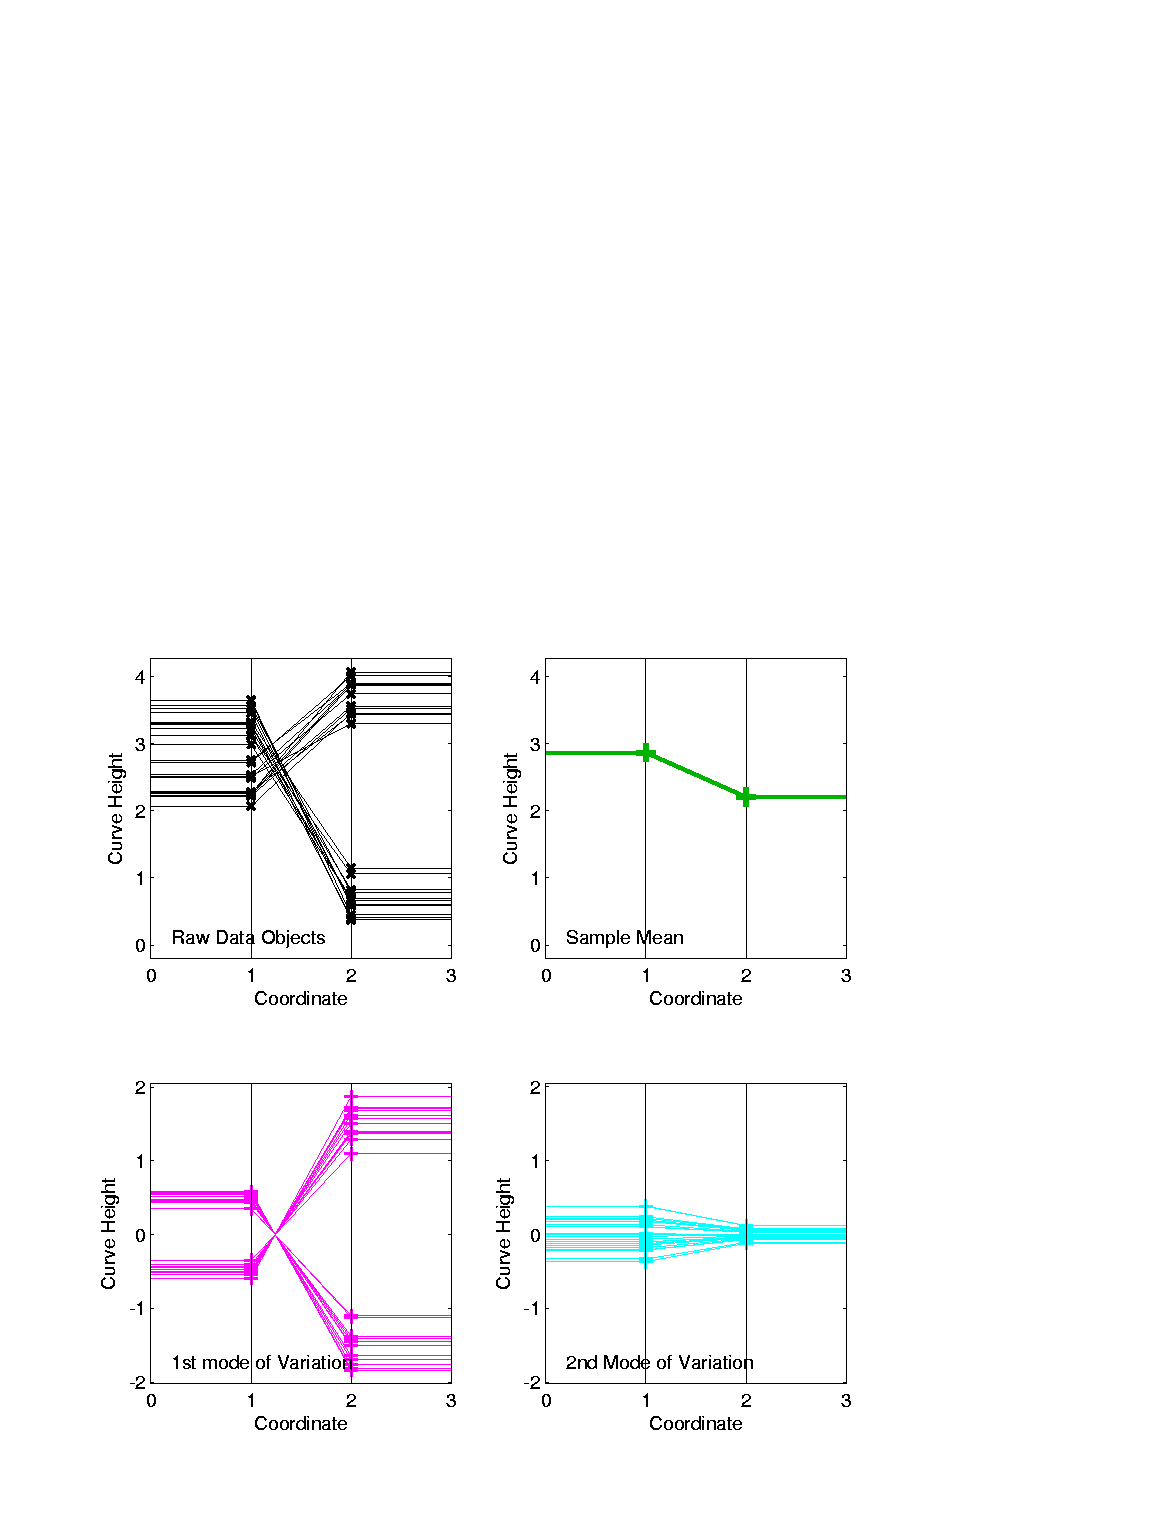 4
3
2
1
0
Curve Height
Raw Data Objects
0 1 2 3
Coordinate
4
3
2
1
0
Curve Height
Sample Mean
0 1 2 3
Coordinate
2
1
0
-1
-2
Curve Height
1st mode of Variation
0 1 2 3
Coordinate
2
1
0
-1
-2
Curve Height
2nd Mode of Variation
0 1 2 3
Coordinate